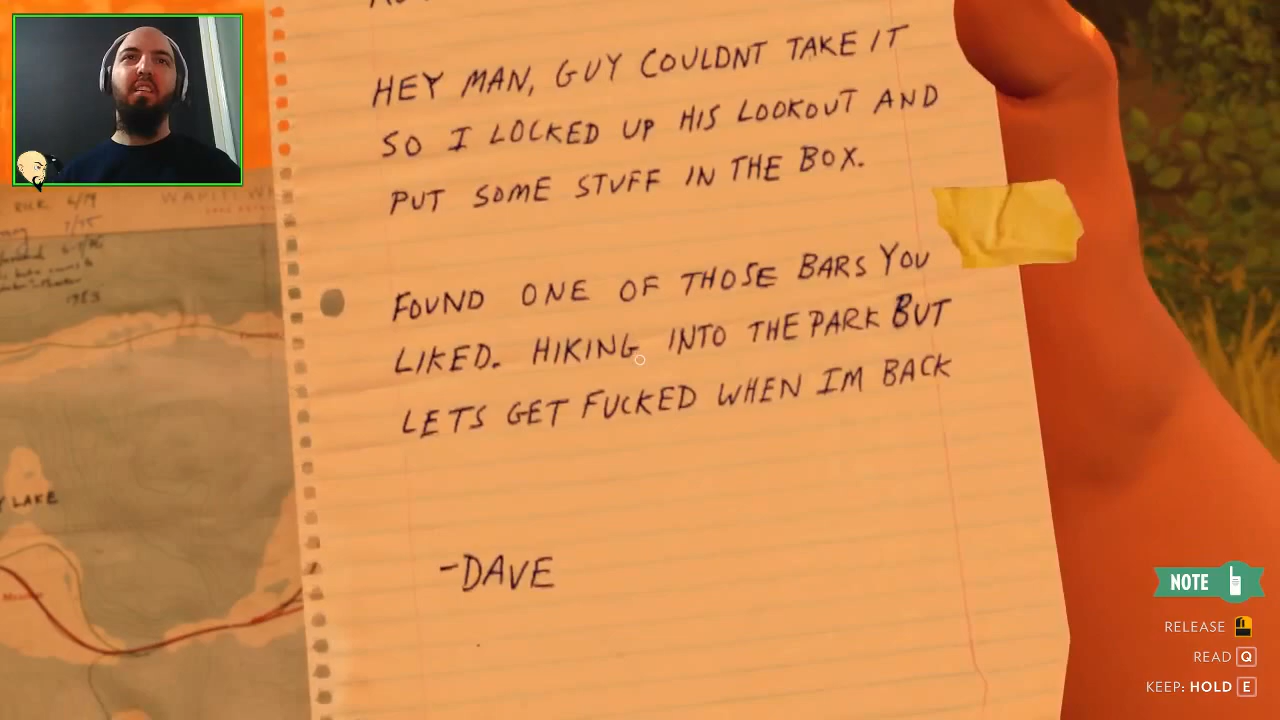 HEY MAN, GUY COULDNT TAKE IT
SO I LOCKED UP HIS LOOKOUT AND
PUT SOME STUFF IN THE BOX.
FOUND ONE OF THOSE BARS YOU
LIKED. HIKING INTO THE PARK BUT
LETS GET FUCKED WHEN IM BACK
-DAVE
Y LAKE
NOTE
RELEASE
READ Q
KEEP: HOLD E